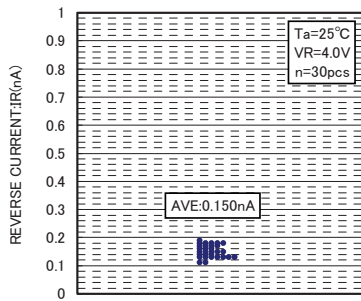 1
0.9
0.8
0.7
0.6
0.5
0.4
0.3
0.2
0.1
0
REVERSE CURRENT:IR(nA)
Ta=25℃
VR=4.0V
n=30pcs
AVE:0.150nA